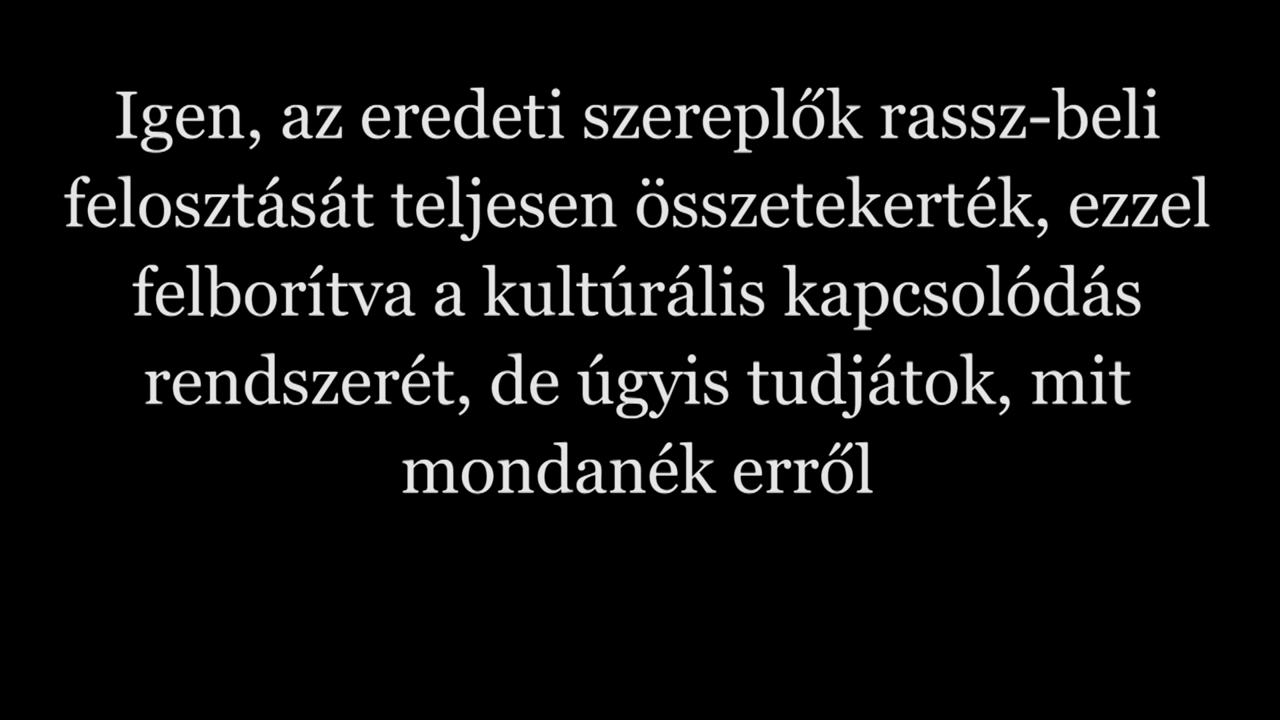 Igen, az eredeti szereplők rassz-beli
felosztását teljesen összetekerték, ezzel
felborítva a kultúrális kapcsolódás
rendszerét, de úgyis tudjátok, mit
mondanék erről